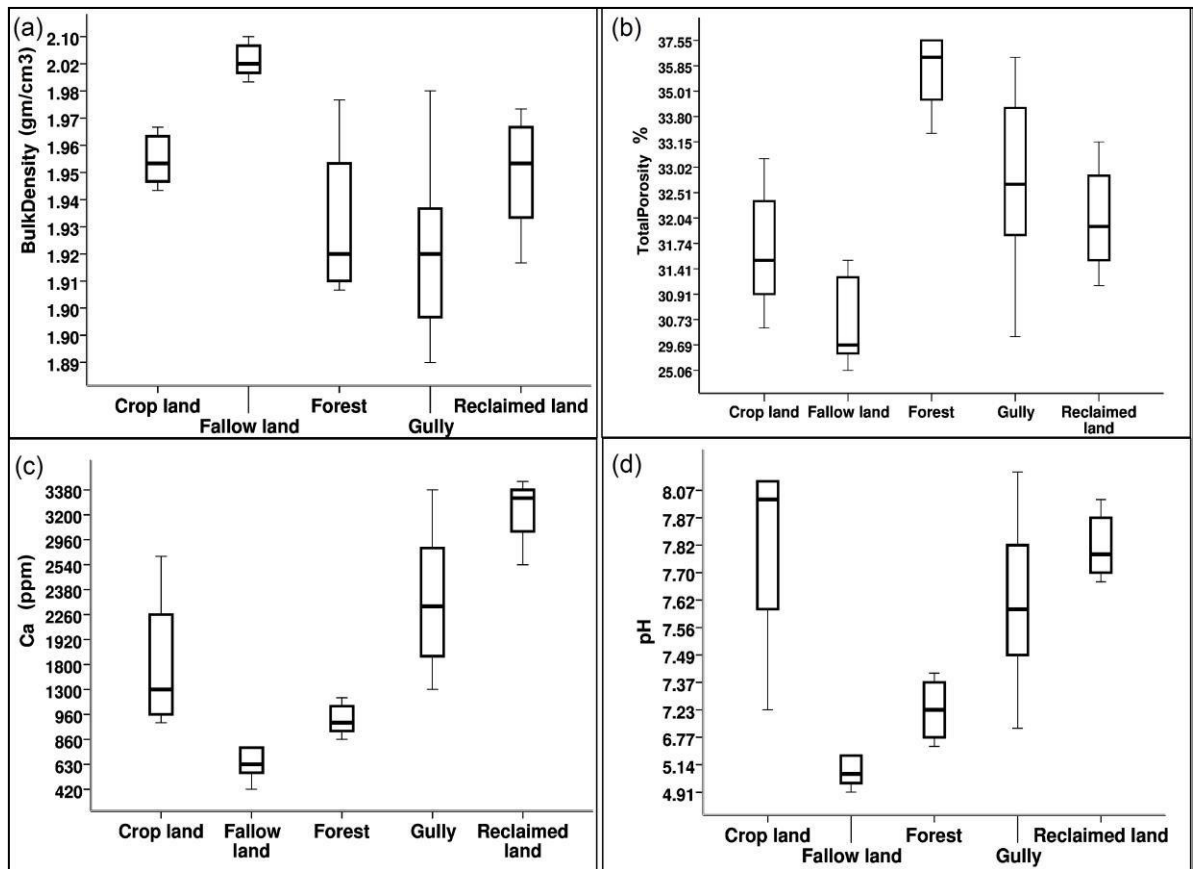 (a)
BulkDensity (gm/cm3)
2.10
2.02
1.98
1.97
1.96
1.95
1.94
1.93
1.92
1.91
1.90
1.90
1.89
Crop land
Fallow land
Forest
Gully
Reclaimed land
(b)
TotalPorosity %
37.55
35.85
35.01
33.80
33.15
33.02
32.51
32.04
31.74
31.41
30.91
30.73
29.69
25.06
Crop land
Fallow land
Forest
Gully
Reclaimed
land
(c)
Ca (ppm)
3380
3200
2960
2540
2380
2260
1920
1800
1300
960
860
630
420
Crop land
Fallow
land
Forest
Gully
Reclaimed
land
(d)
pH
8.07
7.87
7.82
7.70
7.62
7.56
7.49
7.37
7.23
6.77
5.14
4.91
Crop land
Fallow land
Forest
Gully
Reclaimed land